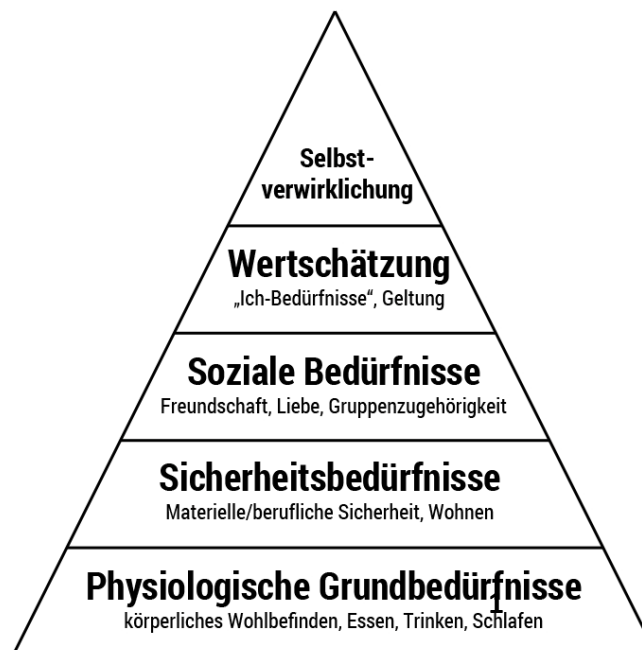 Selbst-
verwirklichung
Wertschätzung
„Ich-Bedürfnisse“, Geltung
Soziale Bedürfnisse
Freundschaft, Liebe, Gruppenzugehörigkeit
Sicherheitsbedürfnisse
Materielle/berufliche Sicherheit, Wohnen
Physiologische Grundbedürfnisse
1
körperliches Wohlbefinden, Essen, Trinken, Schlafen